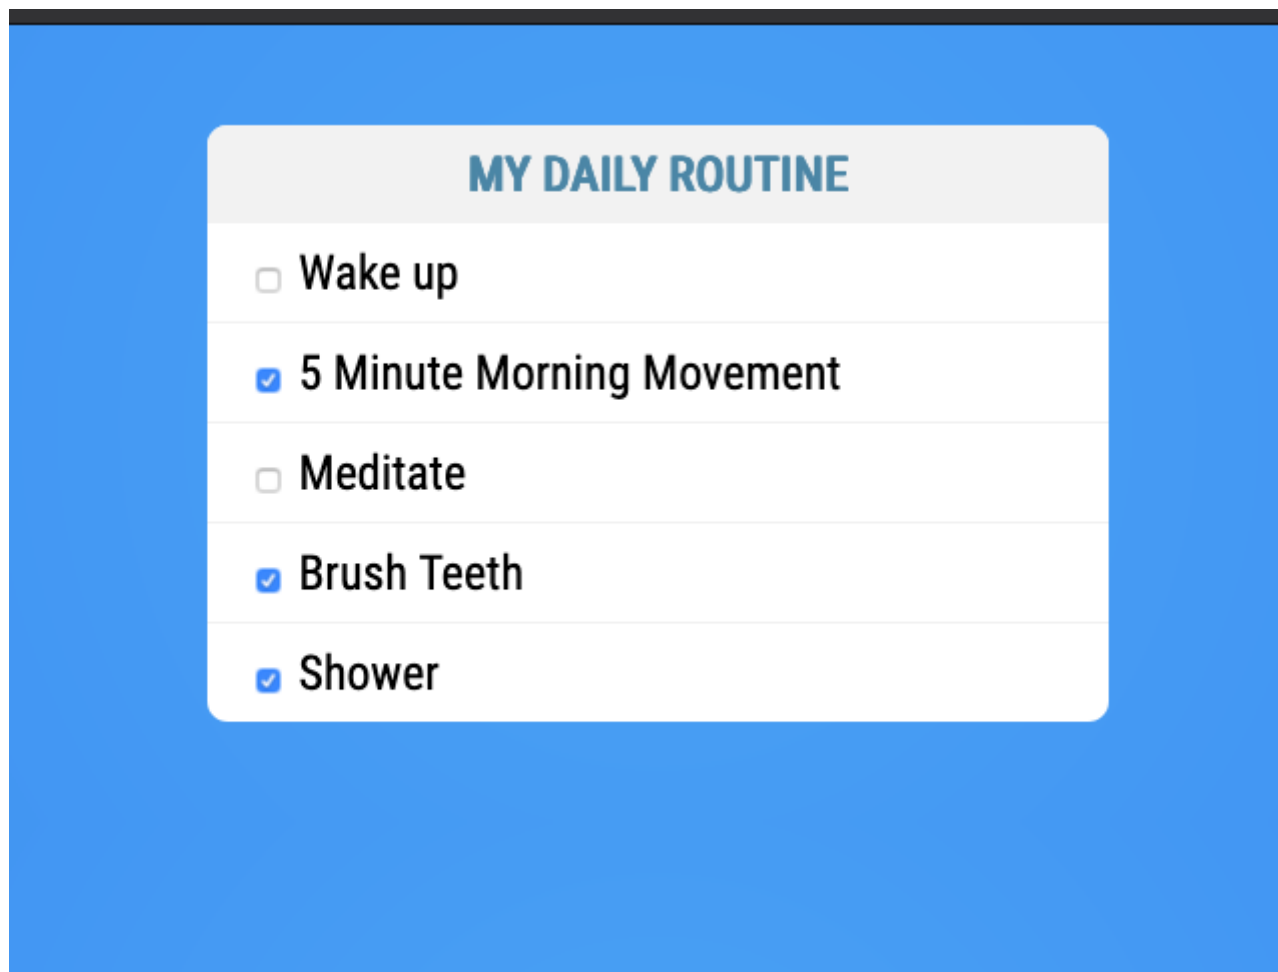 MY DAILY ROUTINE
Wake up
5 Minute Morning Movement
Meditate
Brush Teeth
Shower